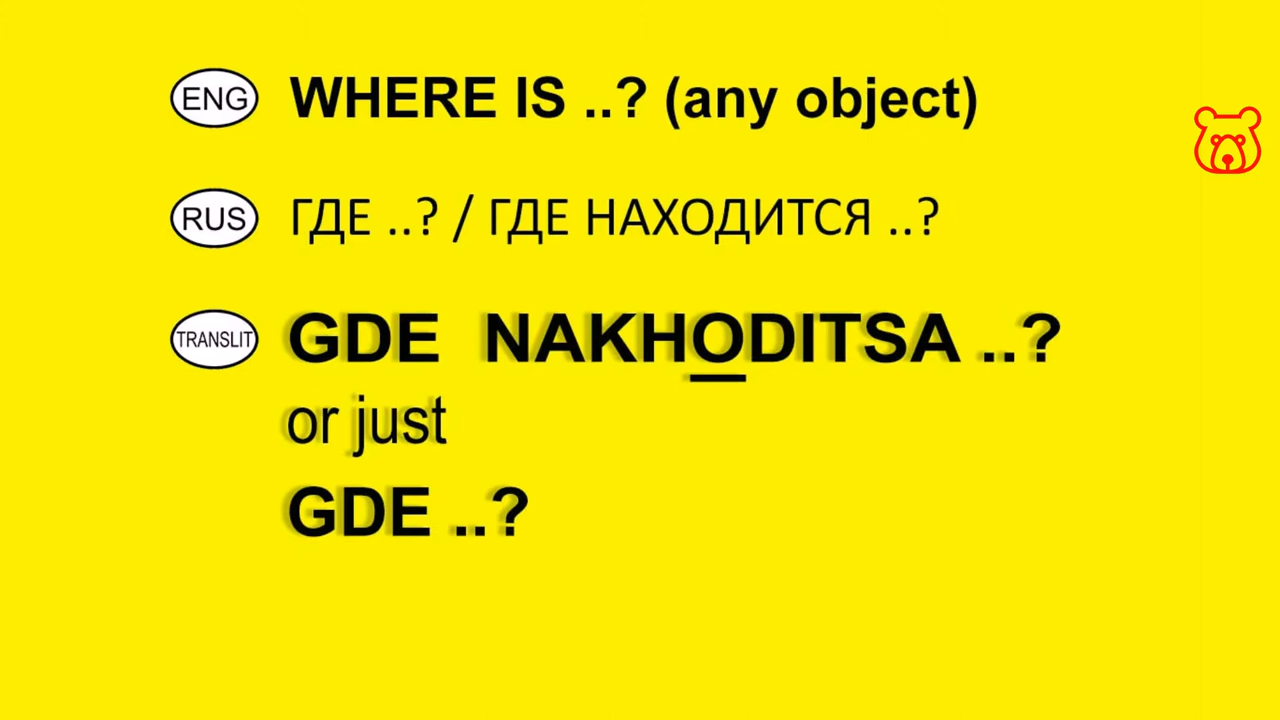 ENG WHERE IS ..? (any object)
RUS ГДЕ ..? / ГДЕ НАХОДИТСЯ ..?
TRANSLIT GDE NAKHODITSA ..?
or just
GDE ..?